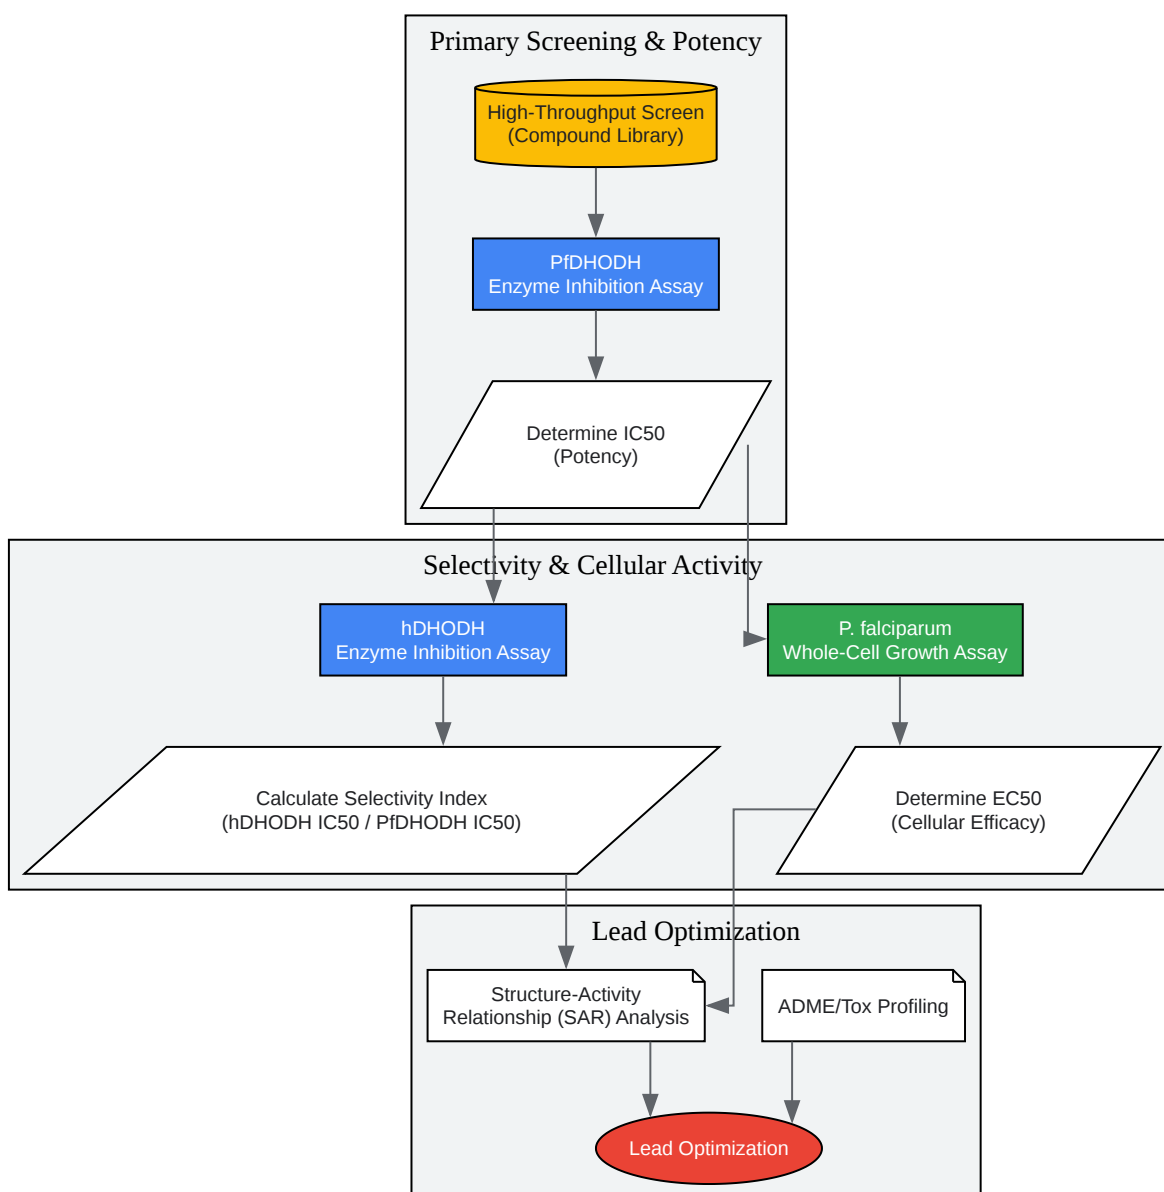 Primary Screening & Potency
High-Throughput Screen
(Compound Library)
PfDHODH
Enzyme Inhibition Assay
Determine IC50
(Potency)
Selectivity & Cellular Activity
hDHODH
Enzyme Inhibition Assay
P. falciparum
Whole-Cell Growth Assay
Calculate Selectivity Index
(hDHODH IC50 / PfDHODH IC50)
Determine EC50
(Cellular Efficacy)
Lead Optimization
Structure-Activity
Relationship (SAR) Analysis
ADME/Tox Profiling
Lead Optimization